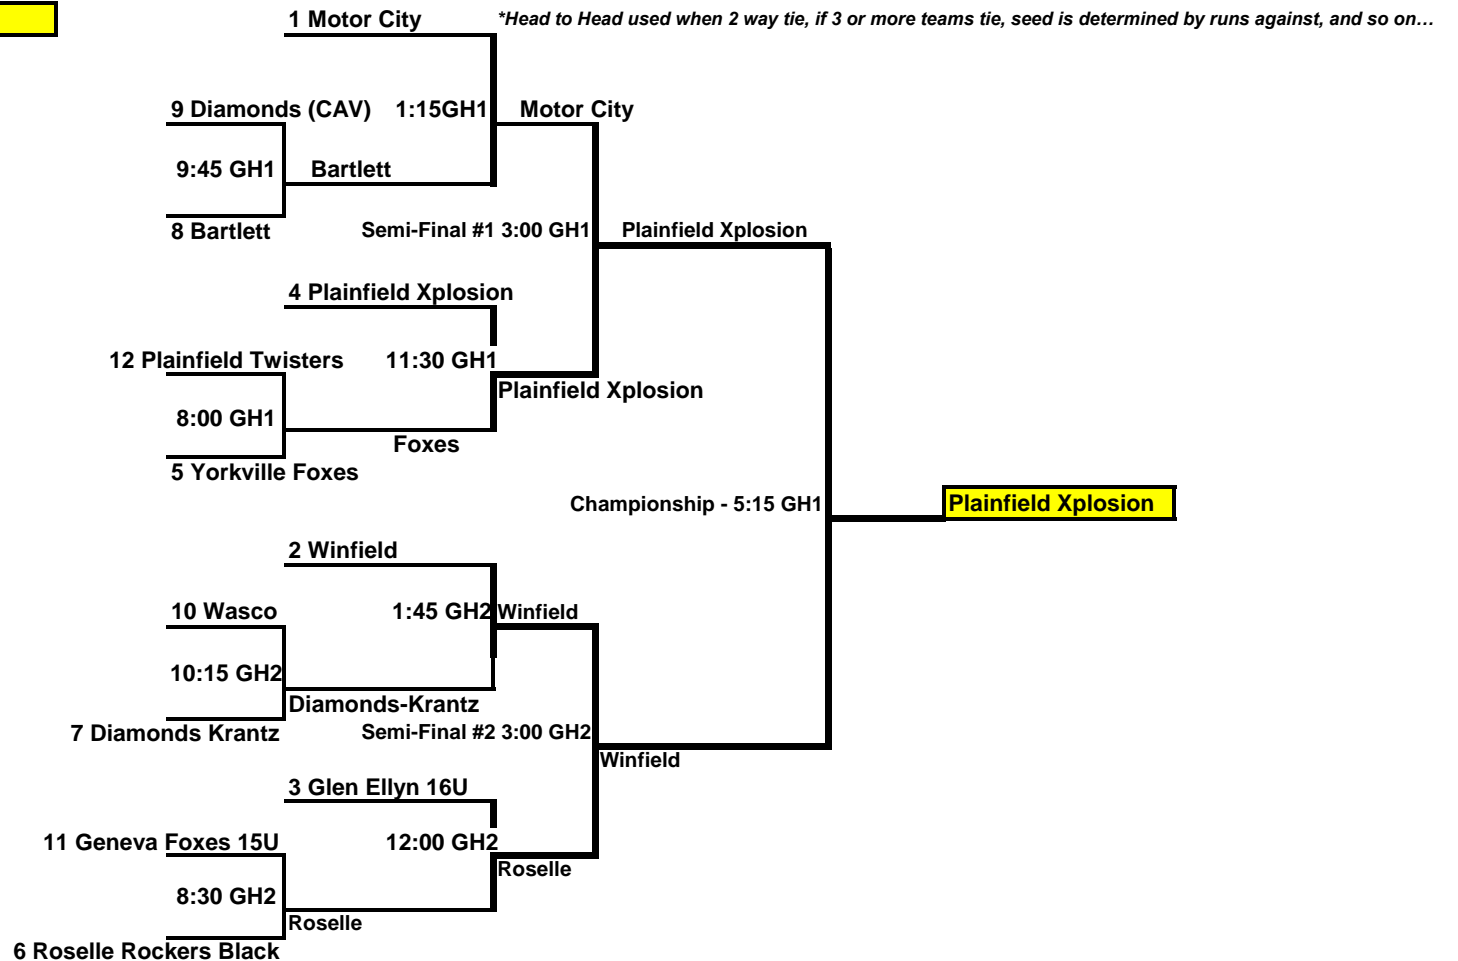 1 Motor City
*Head to Head used when 2 way tie, if 3 or more teams tie, seed is determined by runs against, and so on…
9 Diamonds (CAV)
1:15GH1
Motor City
9:45 GH1
Bartlett
8 Bartlett
Semi-Final #1 3:00 GH1
Plainfield Xplosion
4 Plainfield Xplosion
12 Plainfield Twisters
11:30 GH1
Plainfield Xplosion
8:00 GH1
Foxes
5 Yorkville Foxes
Championship - 5:15 GH1
Plainfield Xplosion
2 Winfield
10 Wasco
1:45 GH2
Winfield
10:15 GH2
Diamonds-Krantz
7 Diamonds Krantz
Semi-Final #2 3:00 GH2
Winfield
3 Glen Ellyn 16U
11 Geneva Foxes 15U
12:00 GH2
Roselle
8:30 GH2
Roselle
6 Roselle Rockers Black